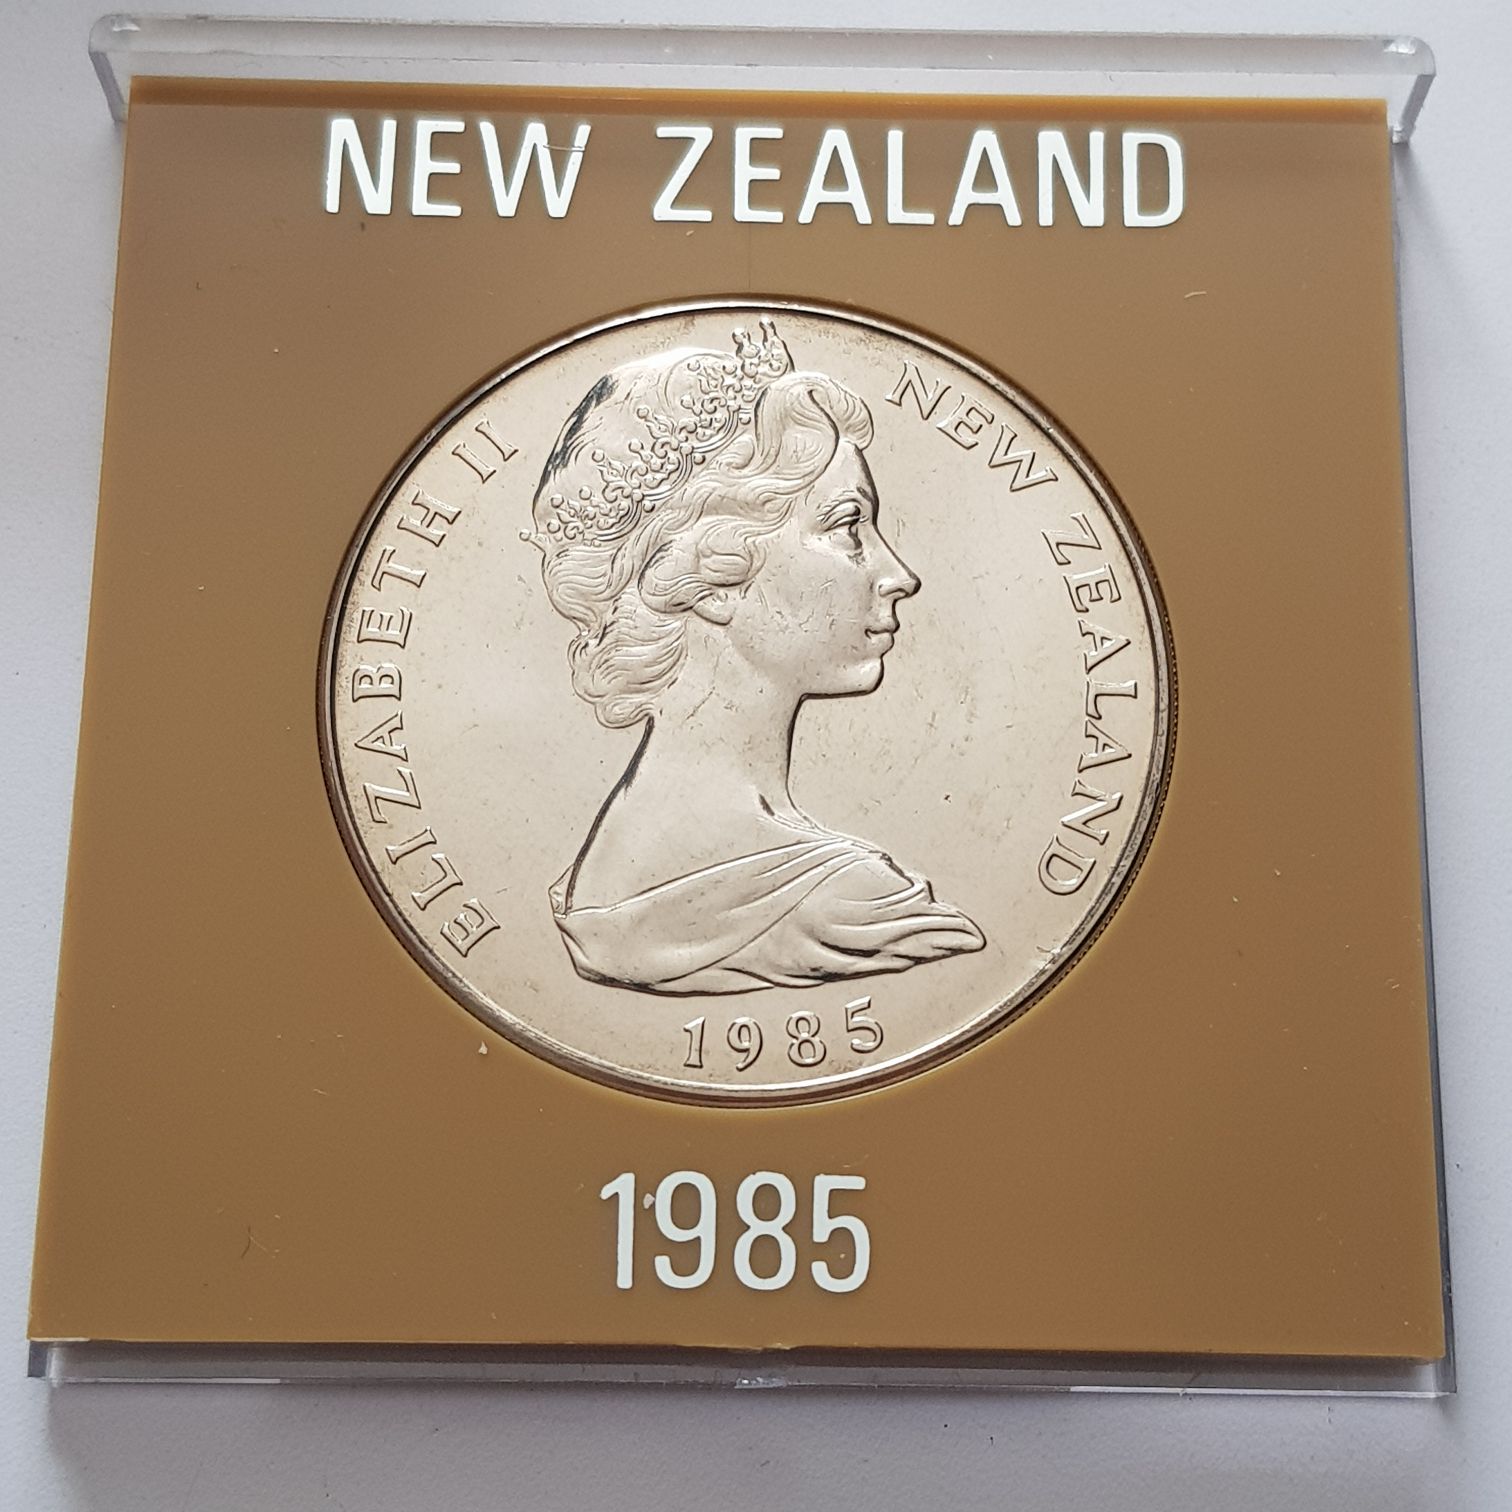 NEW ZEALAND
ELIZABETH II
NEW ZEALAND
1985
1985